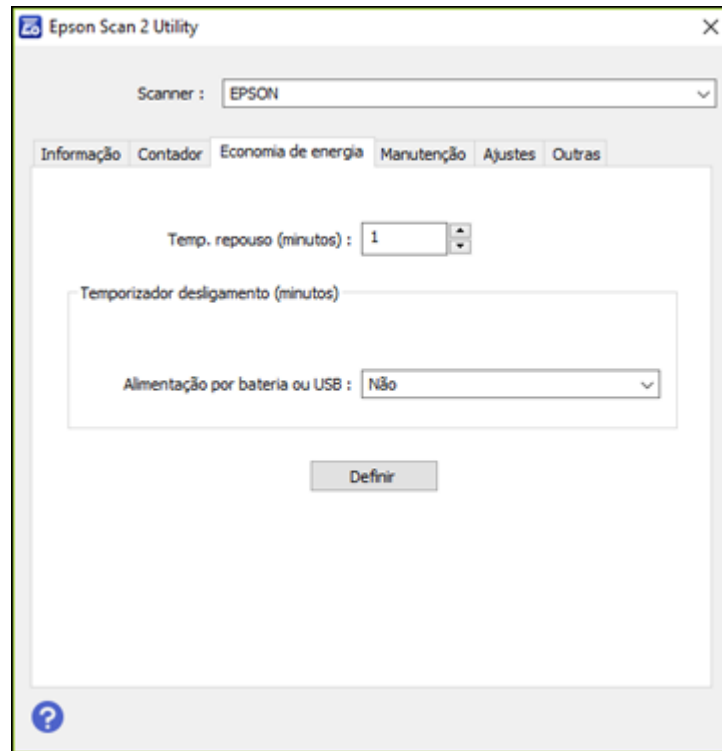 Epson Scan 2 Utility
Scanner : EPSON
Informação Contador Economia de energia Manutenção Ajustes Outras
Temp. repouso (minutos) : 1
Temporizador desligamento (minutos)
Alimentação por bateria ou USB : Não
Definir
?